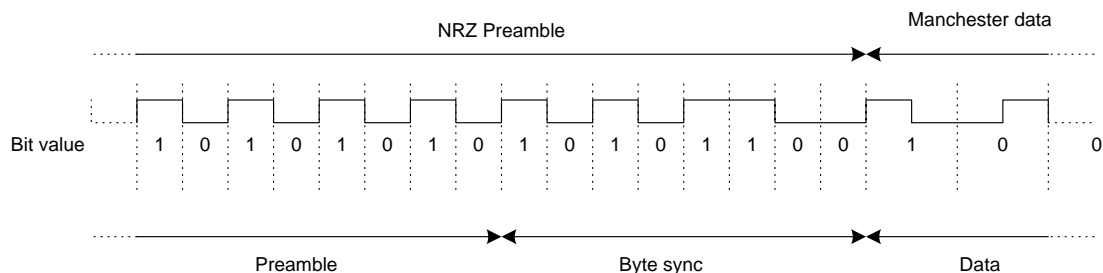 NRZ Preamble
Manchester data
Bit value 1 0 1 0 1 0 1 0 1 0 1 0 1 1 0 0 1 0 0
Preamble
Byte sync
Data